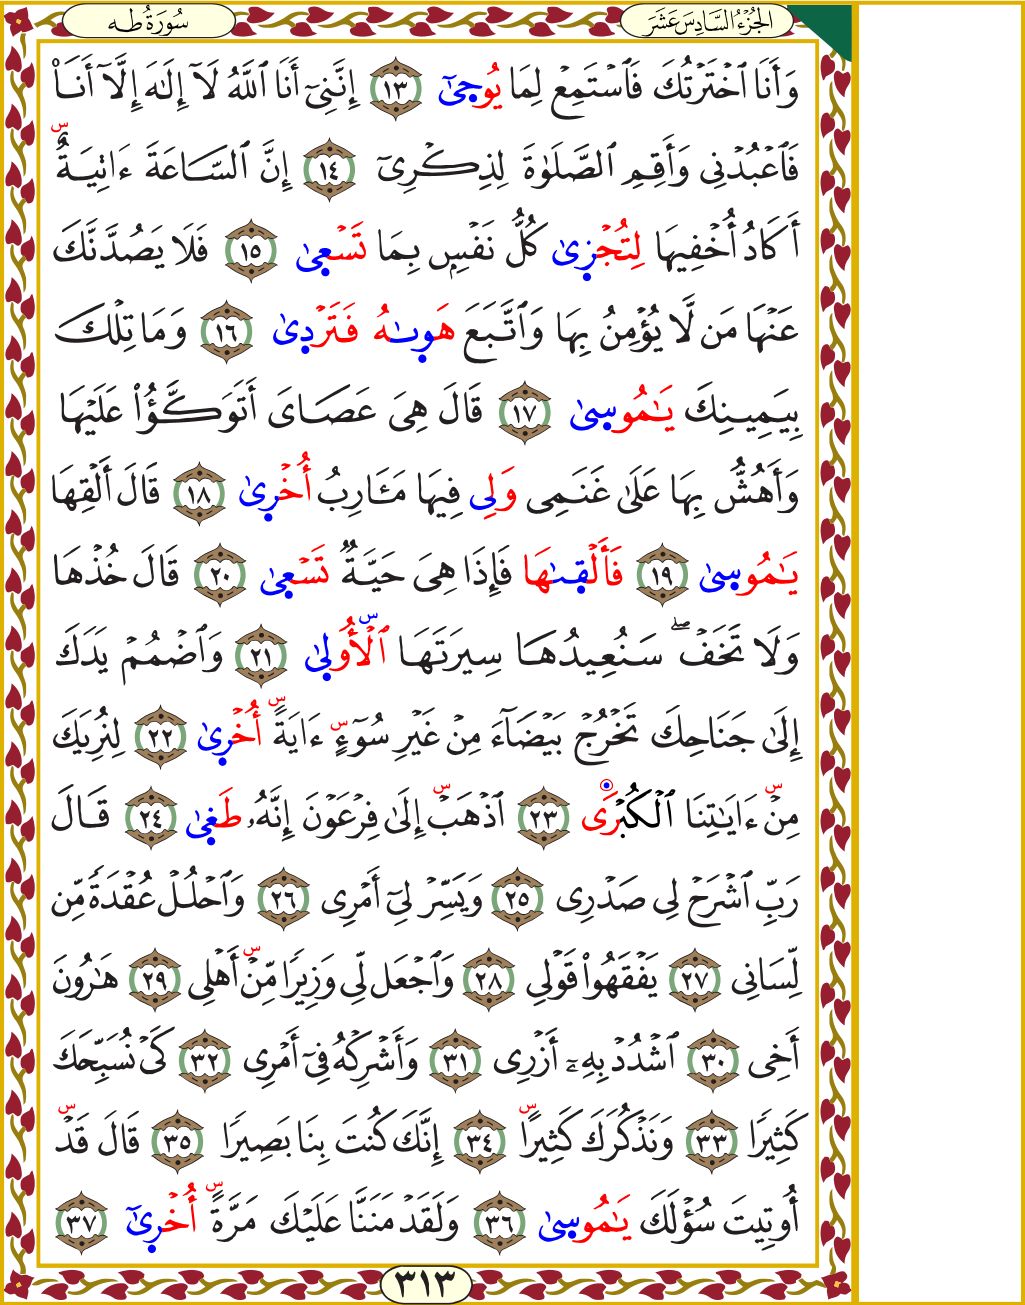 سُورَةُ طه
الجُزْءُ السَّادِسَ عَشَرَ
وَأَنَا ٱخْتَرْتُكَ فَٱسْتَمِعْ لِمَا يُوحِىٰٓ ١٣ إِنَّنِىٓ أَنَا ٱللَّهُ لَآ إِلَٰهَ إِلَّآ أَنَا۠
فَٱعْبُدْنِى وَأَقِمِ ٱلصَّلَوٰةَ لِذِكْرِىٓ ١٤ إِنَّ ٱلسَّاعَةَ ءَاتِيَةٌ س
أَكَادُ أُخْفِيهَا لِتُجْزِىٰ كُلُّ نَفْسٍۭ بِمَا تَسْعِىٰ ١٥ فَلَا يَصُدَّنَّكَ
عَنْهَا مَن لَّا يُؤْمِنُ بِهَا وَٱتَّبَعَ هَوِىٰهُ فَتَرْدِىٰ ١٦ وَمَا تِلْكَ
بِيَمِينِكَ يَٰمُوسِىٰ ١٧ قَالَ هِىَ عَصَاىَ أَتَوَكَّؤُا۟ عَلَيْهَا
وَأَهُشُّ بِهَا عَلَىٰ غَنَمِى وَلِى فِيهَا مَـَٔارِبُ أُخْرِىٰ ١٨ قَالَ أَلْقِهَا
يَٰمُوسِىٰ ١٩ فَأَلْقِىٰهَا فَإِذَا هِىَ حَيَّةٌ تَسْعِىٰ ٢٠ قَالَ خُذْهَا
وَلَا تَخَفْ ۖ سَنُعِيدُهَا سِيرَتَهَا ٱلْأُولِىٰ س ٢١ وَٱضْمُمْ يَدَكَ
إِلَىٰ جَنَاحِكَ تَخْرُجْ بَيْضَآءَ مِنْ غَيْرِ سُوٓءٍ س ءَايَةً س أُخْرِىٰ ٢٢ لِنُرِيَكَ
مِنْ س ءَايَٰتِنَا ٱلْكُبْرَى ٢٣ ٱذْهَبْ س إِلَىٰ فِرْعَوْنَ إِنَّهُۥ طَغِىٰ ٢٤ قَالَ
رَبِّ ٱشْرَحْ لِى صَدْرِى ٢٥ وَيَسِّرْ لِىٓ أَمْرِى ٢٦ وَٱحْلُلْ عُقْدَةً مِّن
لِّسَانِى ٢٧ يَفْقَهُوا۟ قَوْلِى ٢٨ وَٱجْعَل لِّى وَزِيرًا مِّنْ س أَهْلِى ٢٩ هَٰرُونَ
أَخِى ٣٠ ٱشْدُدْ بِهِۦٓ أَزْرِى ٣١ وَأَشْرِكْهُ فِىٓ أَمْرِى ٣٢ كَىْ نُسَبِّحَكَ
كَثِيرًا ٣٣ وَنَذْكُرَكَ كَثِيرًا س ٣٤ إِنَّكَ كُنتَ بِنَا بَصِيرًا ٣٥ قَالَ قَدْ س
أُوتِيتَ سُؤْلَكَ يَٰمُوسِىٰ ٣٦ وَلَقَدْ مَنَنَّا عَلَيْكَ مَرَّةً س أُخْرِىٰٓ ٣٧
٣١٣